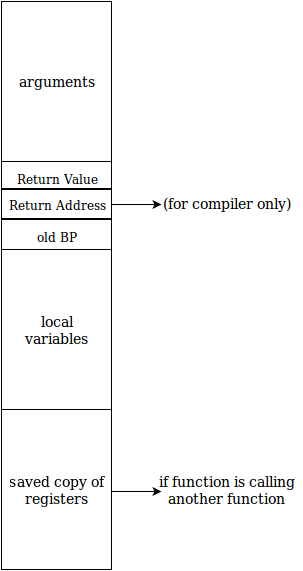 arguments
Return Value
Return Address
(for compiler only)
old BP
local
variables
saved copy of
registers
if function is calling
another function